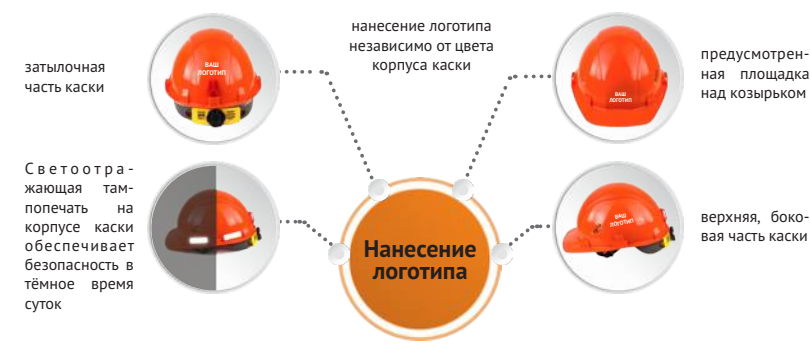 затылочная
часть каски
ВАШ
ЛОГОТИП
нанесение логотипа
независимо от цвета
корпуса каски
ВАШ
ЛОГОТИП
предусмотрен-
ная площадка
над козырьком
Светоотра-
жающая там-
попечать на
корпусе каски
обеспечивает
безопасность в
тёмное время
суток
Нанесение
логотипа
ВАШ
ЛОГОТИП
верхняя, боко-
вая часть каски